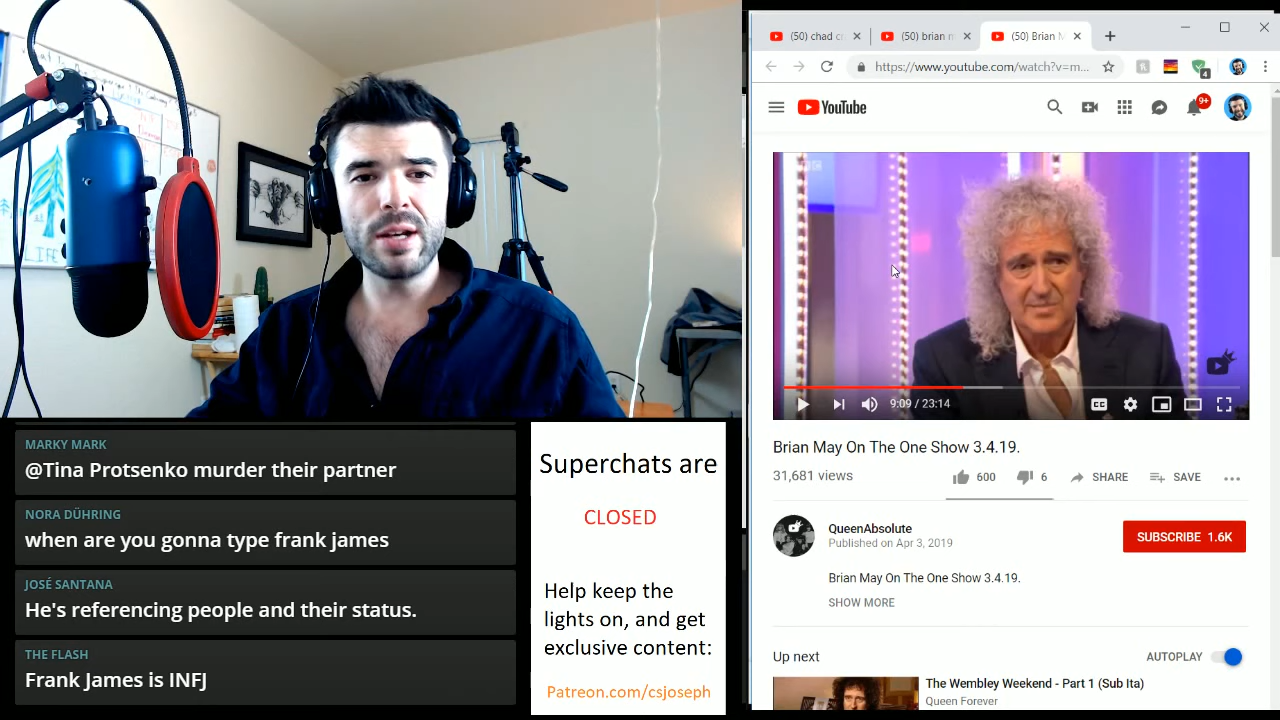 LIFE
MARKY MARK
@Tina Protsenko murder their partner
NORA DÜHRING
when are you gonna type frank james
JOSÉ SANTANA
He's referencing people and their status.
THE FLASH
Frank James is INFJ
Superchats are
CLOSED
Help keep the
lights on, and get
exclusive content:
Patreon.com/csjoseph
(50) chad c
(50) brian m
(50) Brian M
https://www.youtube.com/watch?v=m...
4
YouTube
9+
BBC
9:09 / 23:14
CC
Brian May On The One Show 3.4.19.
31,681 views
600
6
SHARE
SAVE
QueenAbsolute
Published on Apr 3, 2019
SUBSCRIBE 1.6K
Brian May On The One Show 3.4.19.
SHOW MORE
Up next
AUTOPLAY
The Wembley Weekend - Part 1 (Sub Ita)
Queen Forever